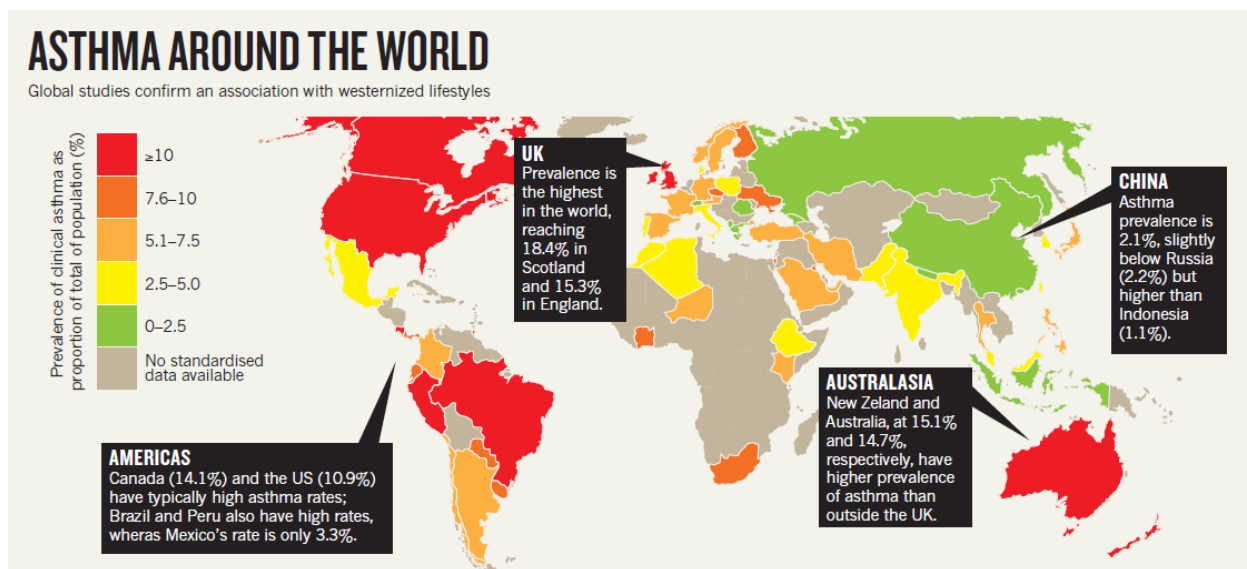 ASTHMA AROUND THE WORLD
Global studies confirm an association with westernized lifestyles
Prevalence of clinical asthma as
proportion of total of population (%)
≥10
7.6–10
5.1–7.5
2.5–5.0
0–2.5
No standardised
data available
UK
Prevalence is
the highest
in the world,
reaching
18.4% in
Scotland
and 15.3%
in England.
CHINA
Asthma
prevalence is
2.1%, slightly
below Russia
(2.2%) but
higher than
Indonesia
(1.1%).
AMERICAS
Canada (14.1%) and the US (10.9%)
have typically high asthma rates;
Brazil and Peru also have high rates,
wheras Mexico's rate is only 3.3%.
AUSTRALASIA
New Zeland and
Australia, at 15.1%
and 14.7%,
respectively, have
higher prevalence
of asthma than
outside the UK.